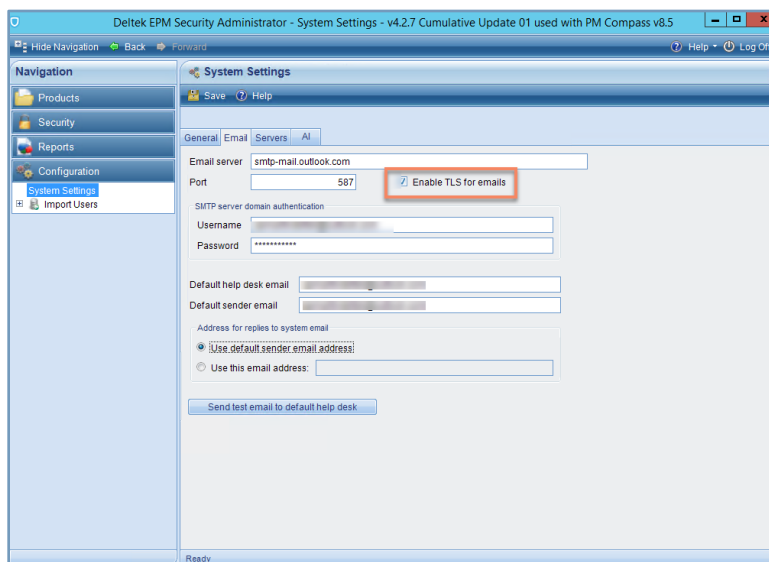 Deltek EPM Security Administrator - System Settings - v4.2.7 Cumulative Update 01 used with PM Compass v8.5
Hide Navigation Back Forward Help Log Off
Navigation
Products
Security
Reports
Configuration
System Settings
Import Users
System Settings
Save Help
General Email Servers AI
Email server smtp-mail.outlook.com
Port 587 Enable TLS for emails
SMTP server domain authentication
Username
Password ***********
Default help desk email
Default sender email
Address for replies to system email
Use default sender email address
Use this email address:
Send test email to default help desk
Ready